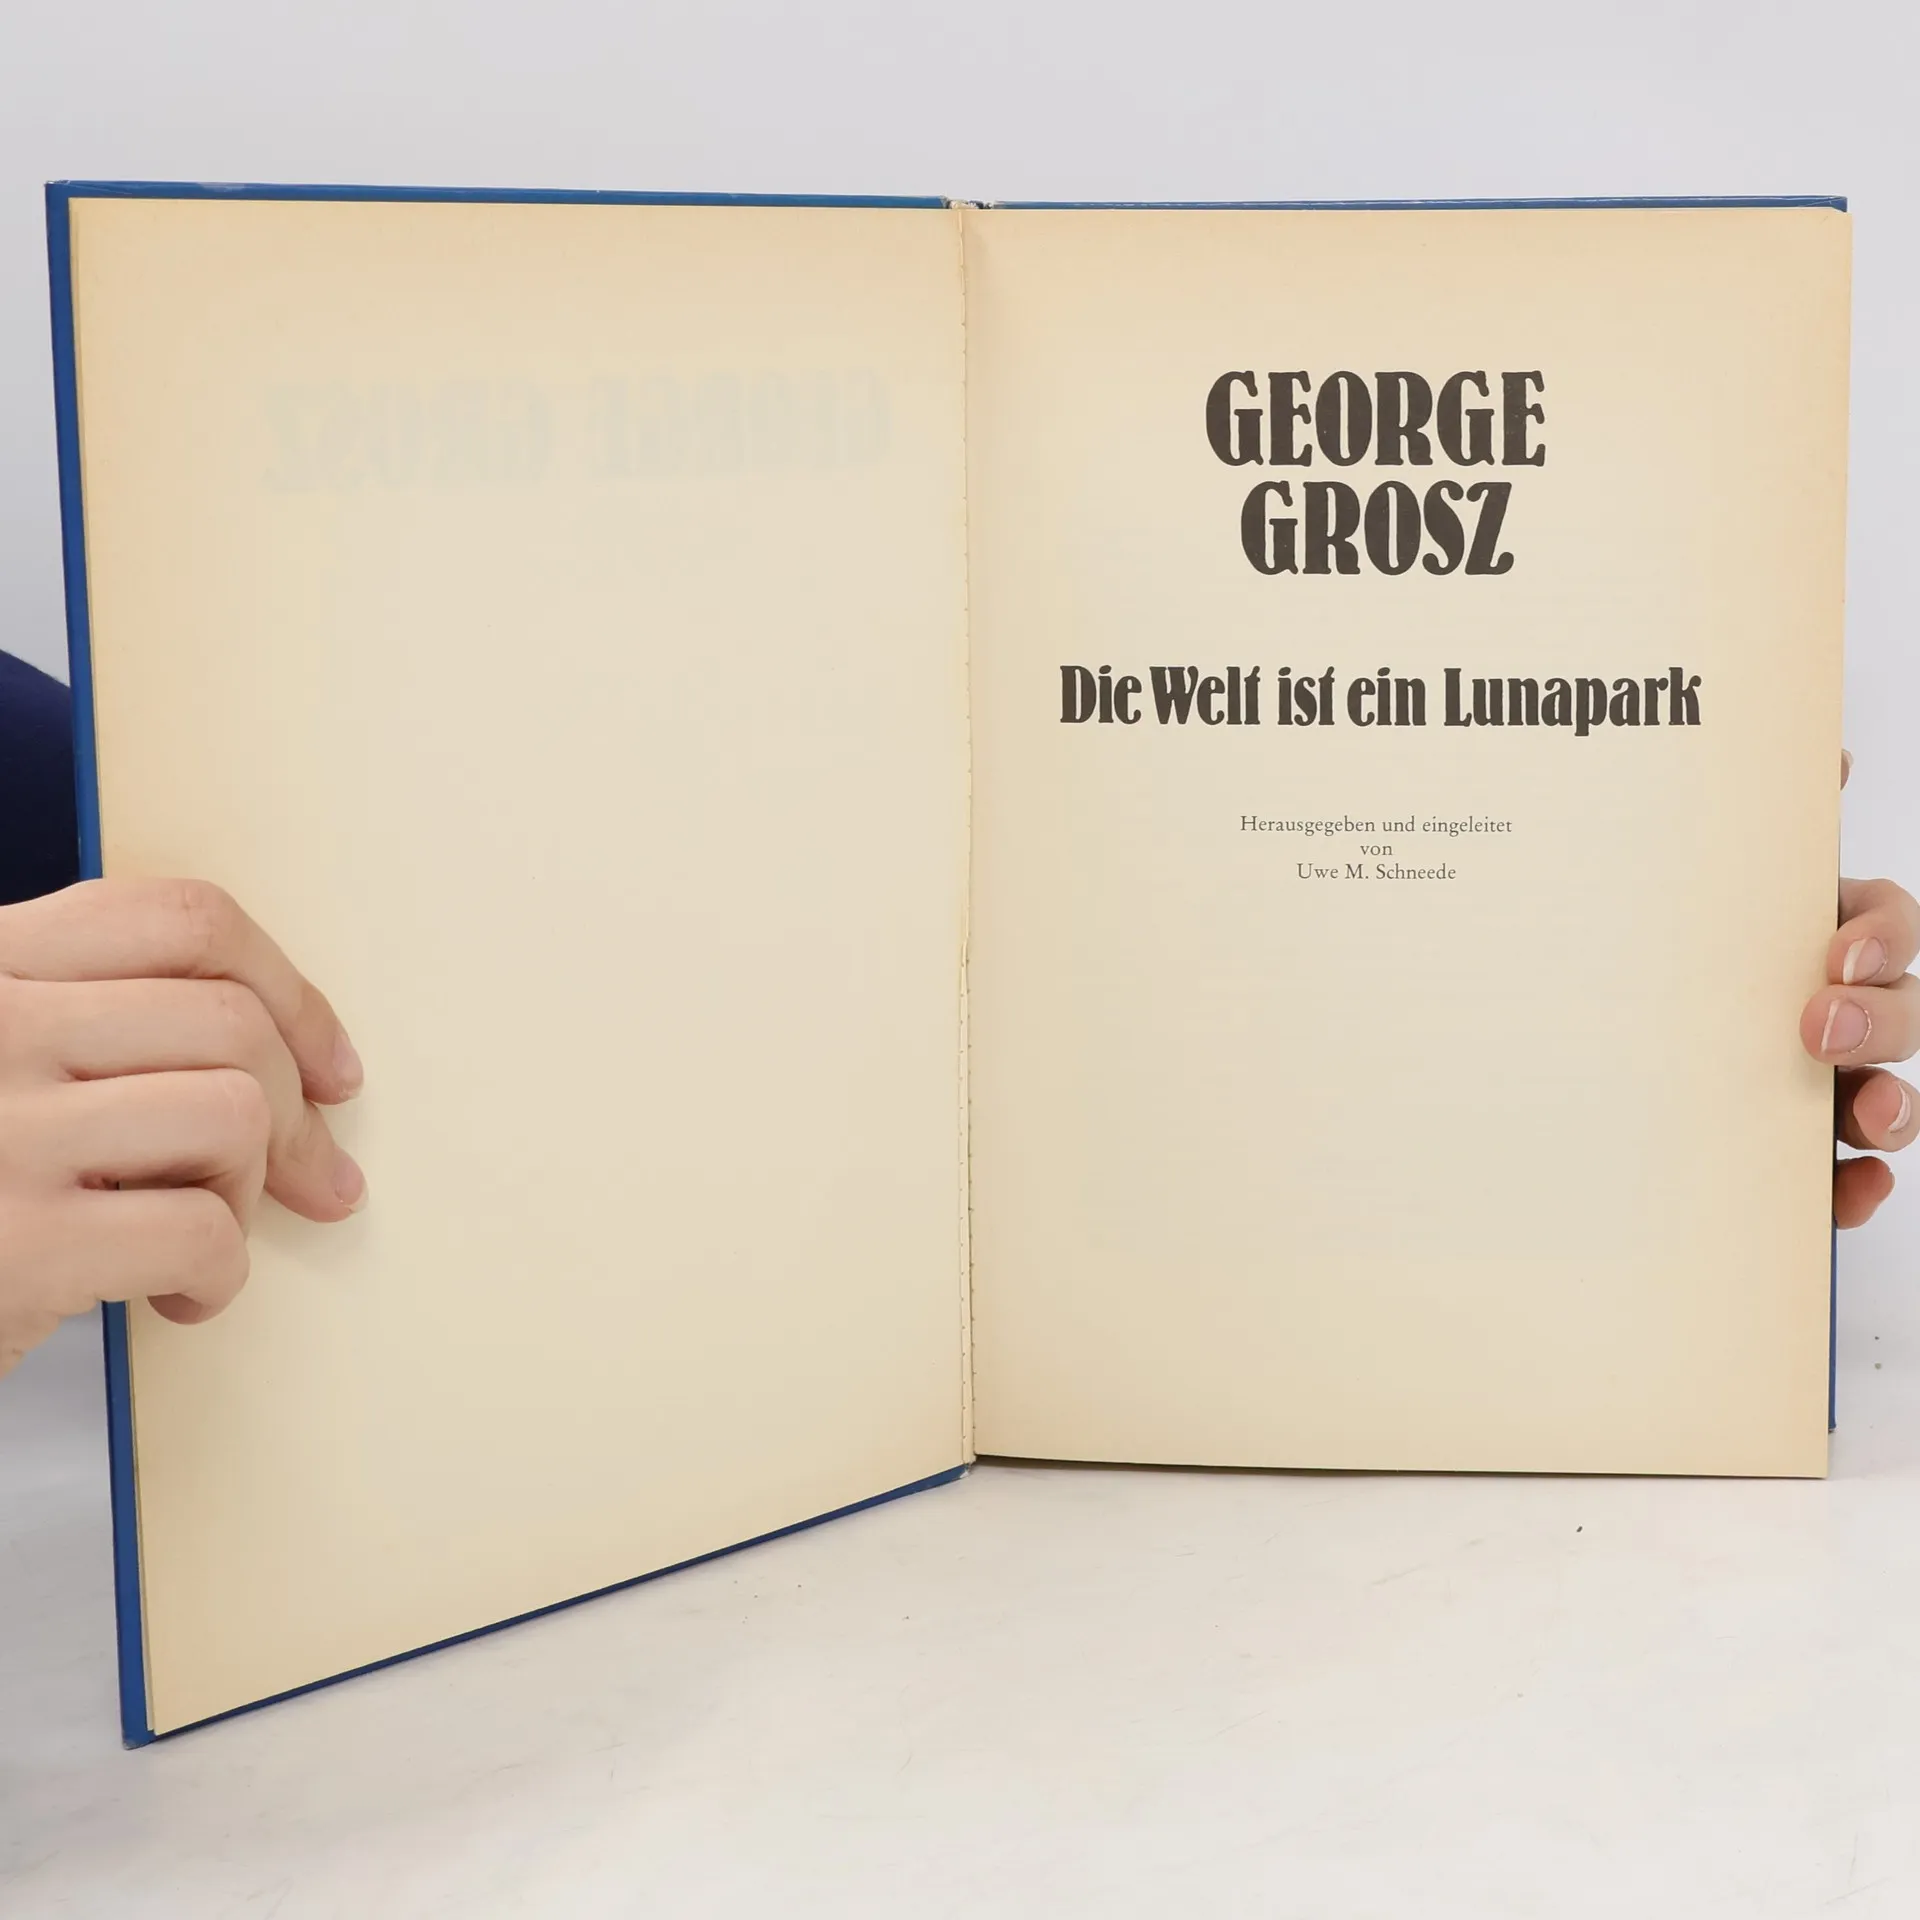 GEORGE
GROSZ
Die Welt ist ein Lunapark
Herausgegeben und eingeleitet
von
Uwe M. Schneede